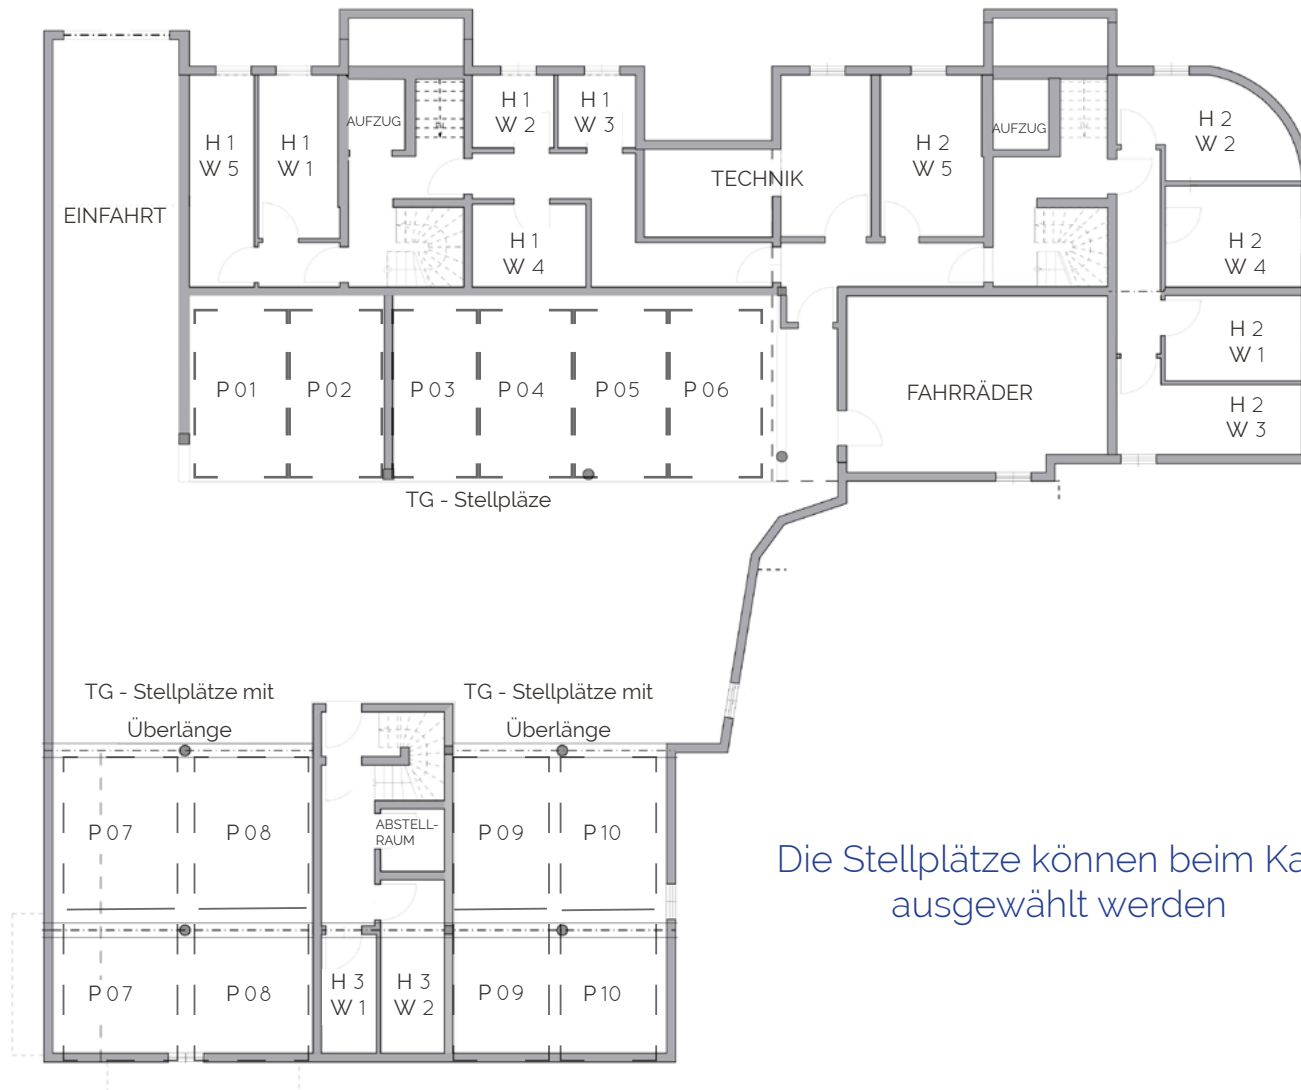 H 1
W 5
H 1
W 1
AUFZUG
H 1
W 2
H 1
W 3
TECHNIK
H 2
W 5
AUFZUG
H 2
W 2
EINFAHRT
H 1
W 4
H 2
W 4
H 2
W 1
H 2
W 3
P 01
P 02
P 03
P 04
P 05
P 06
FAHRRÄDER
TG - Stellpläze
TG - Stellplätze mit
Überlänge
TG - Stellplätze mit
Überlänge
P 07
P 08
ABSTELL-
RAUM
P 09
P 10
Die Stellplätze können beim Ka
ausgewählt werden
P 07
P 08
H 3
W 1
H 3
W 2
P 09
P 10